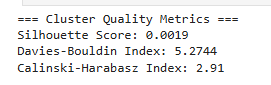 === Cluster Quality Metrics ===
Silhouette Score: 0.0019
Davies-Bouldin Index: 5.2744
Calinski-Harabasz Index: 2.91